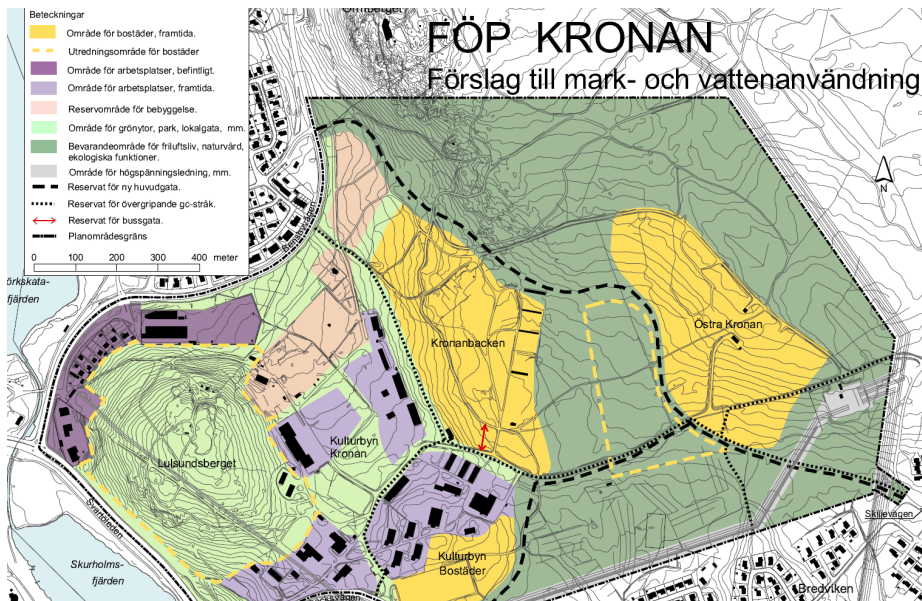 Beteckningar
Område för bostäder, framtida.
Utredningsområde för bostäder
Område för arbetsplatser, befintligt.
Område för arbetsplatser, framtida.
Reservområde för bebyggelse.
Område för grönytor, park, lokalgata, mm.
Bevarandeområde för friluftsliv, naturvård,
ekologiska funktioner.
Område för högspänningsledning, mm.
Reservat för ny huvudgata.
Reservat för övergripande gc-stråk.
Reservat för bussgata.
Planområdesgräns
0 100 200 300 400 meter
FÖP KRONAN
Förslag till mark- och vattenanvändning
N
fjärden
Kronanbacken
Östra Kronan
Kulturbyn
Kronan
Lulsundsberget
Svartöleden
Skurholms-
fjärden
Kulturbyn
Bostäder
Skiljevägen
Bredviken